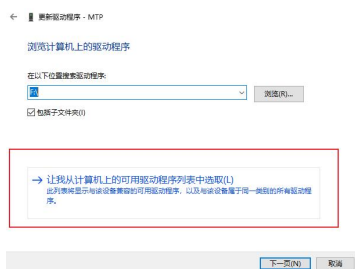 ← 更新驱动程序 - MTP
浏览计算机上的驱动程序
在以下位置搜索驱动程序:
F:\
浏览(R)...
包括子文件夹(I)
→ 让我从计算机上的可用驱动程序列表中选取(L)
此列表将显示与该设备兼容的可用驱动程序，以及与该设备属于同一类别的所有驱动程
序。
下一页(N)
取消